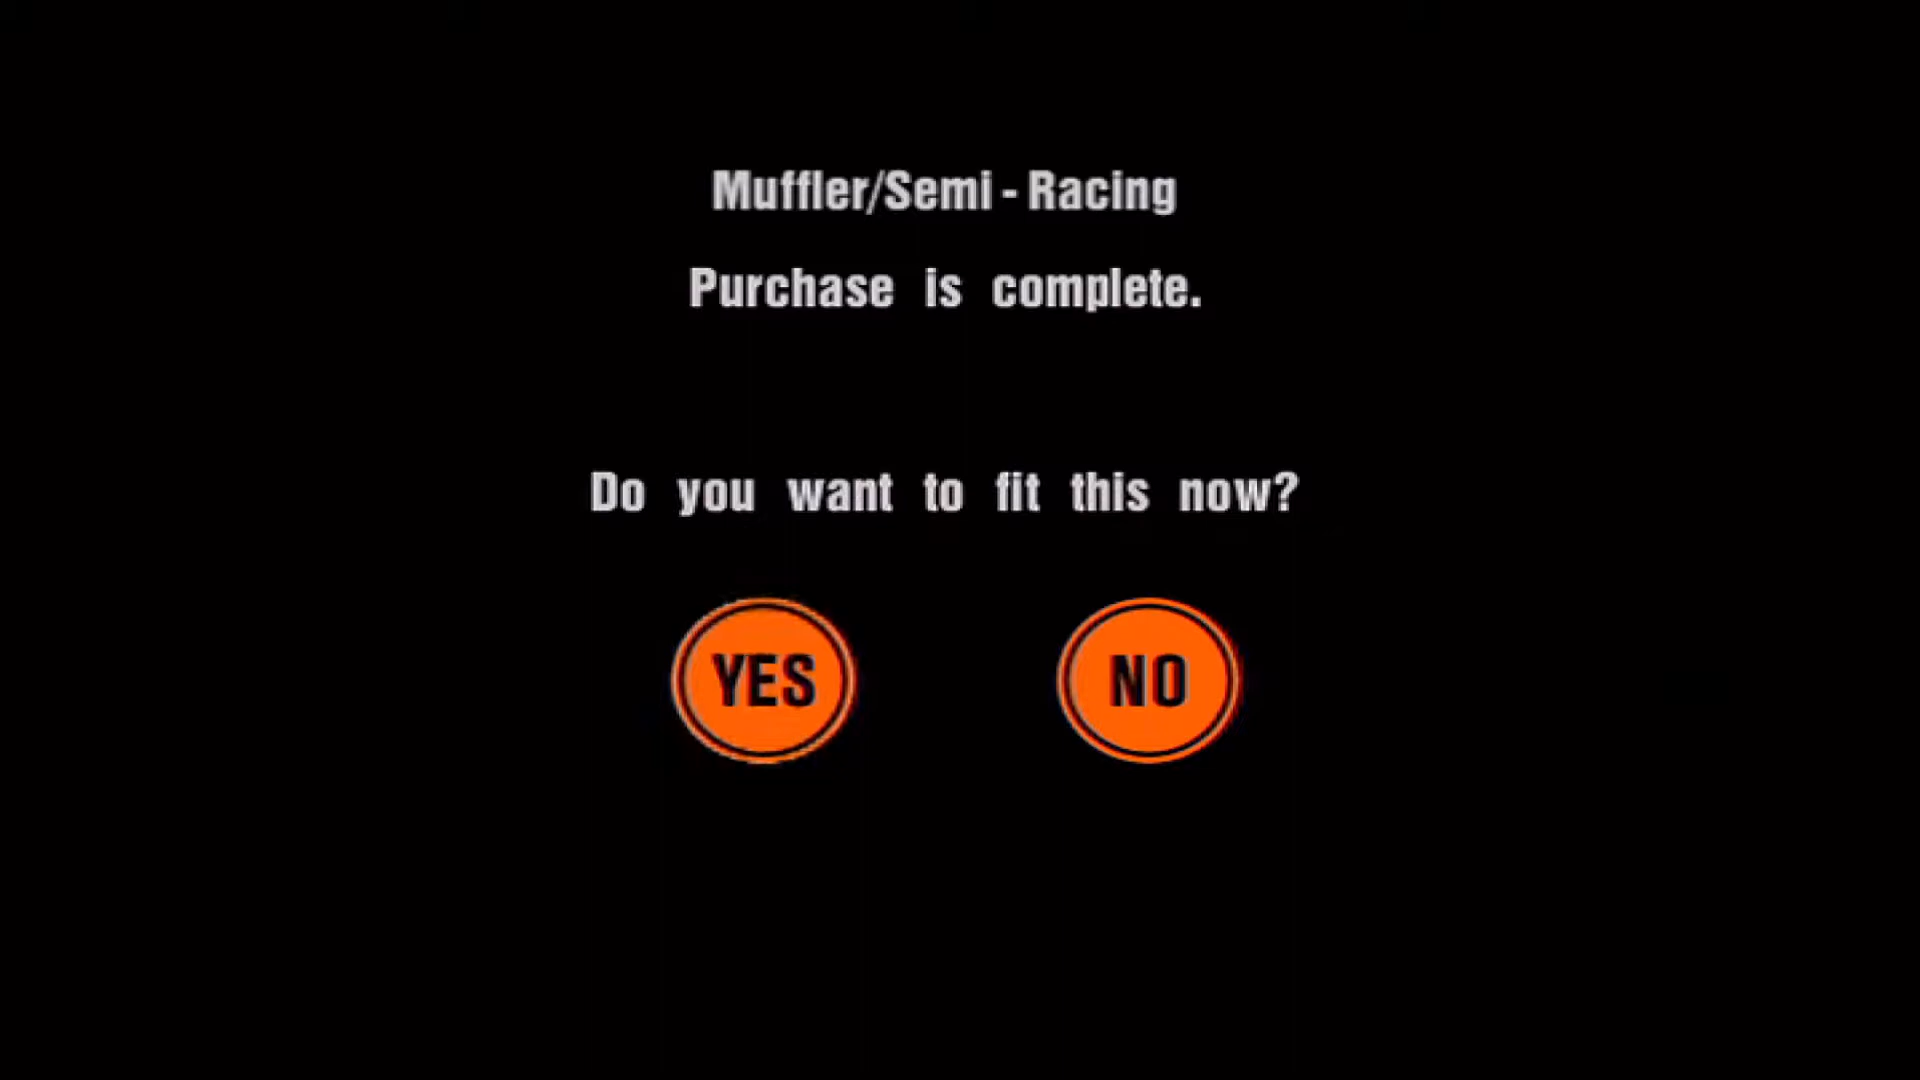 Muffler/Semi - Racing
Purchase is complete.
Do you want to fit this now?
YES NO